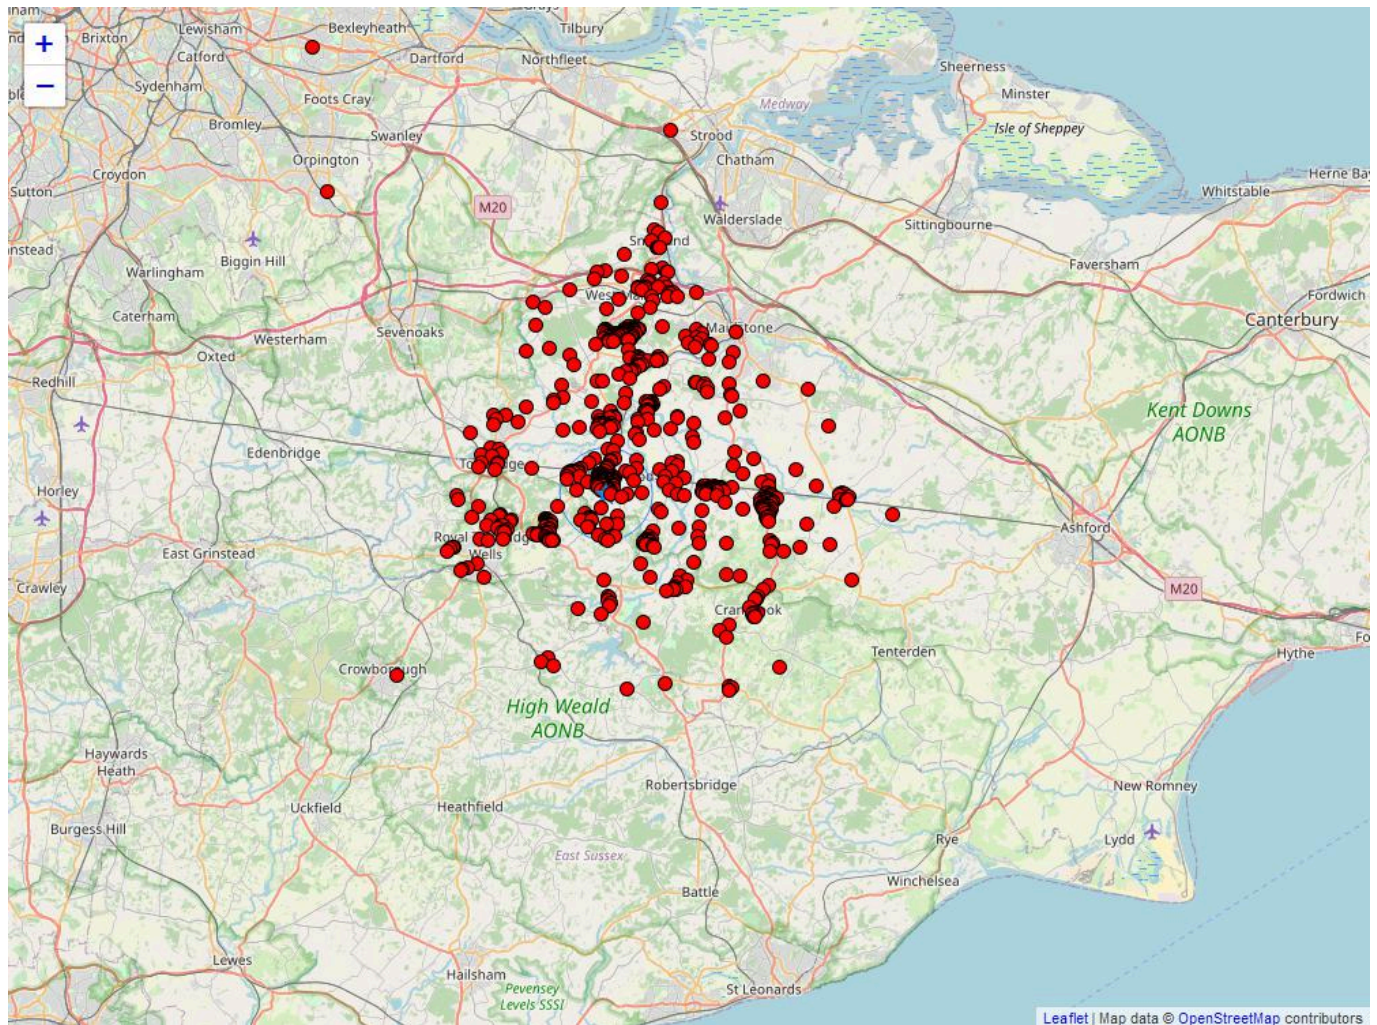 +
−
Brixton
Lewisham
Bexleyheath
Tilbury
Catford
Dartford
Northfleet
Sheerness
Sydenham
Foots Cray
Medway
Minster
Bromley
Swanley
Strood
Isle of Sheppey
Orpington
Chatham
Croydon
Herne Bay
Sutton
M20
Whitstable
Walderslade
Sittingbourne
Biggin Hill
Warlingham
Faversham
Fordwich
Caterham
Canterbury
Sevenoaks
Westerham
Oxted
Redhill
Kent Downs
AONB
Edenbridge
Horley
Ashford
East Grinstead
Wells
Crawley
M20
Hythe
Tenterden
Crowborough
High Weald
AONB
Haywards
Heath
Robertsbridge
New Romney
Uckfield
Heathfield
Burgess Hill
Rye
Lydd
East Sussex
Winchelsea
Battle
Lewes
Hailsham
Pevensey
Levels SSSI
St Leonards
Leaflet | Map data © OpenStreetMap contributors